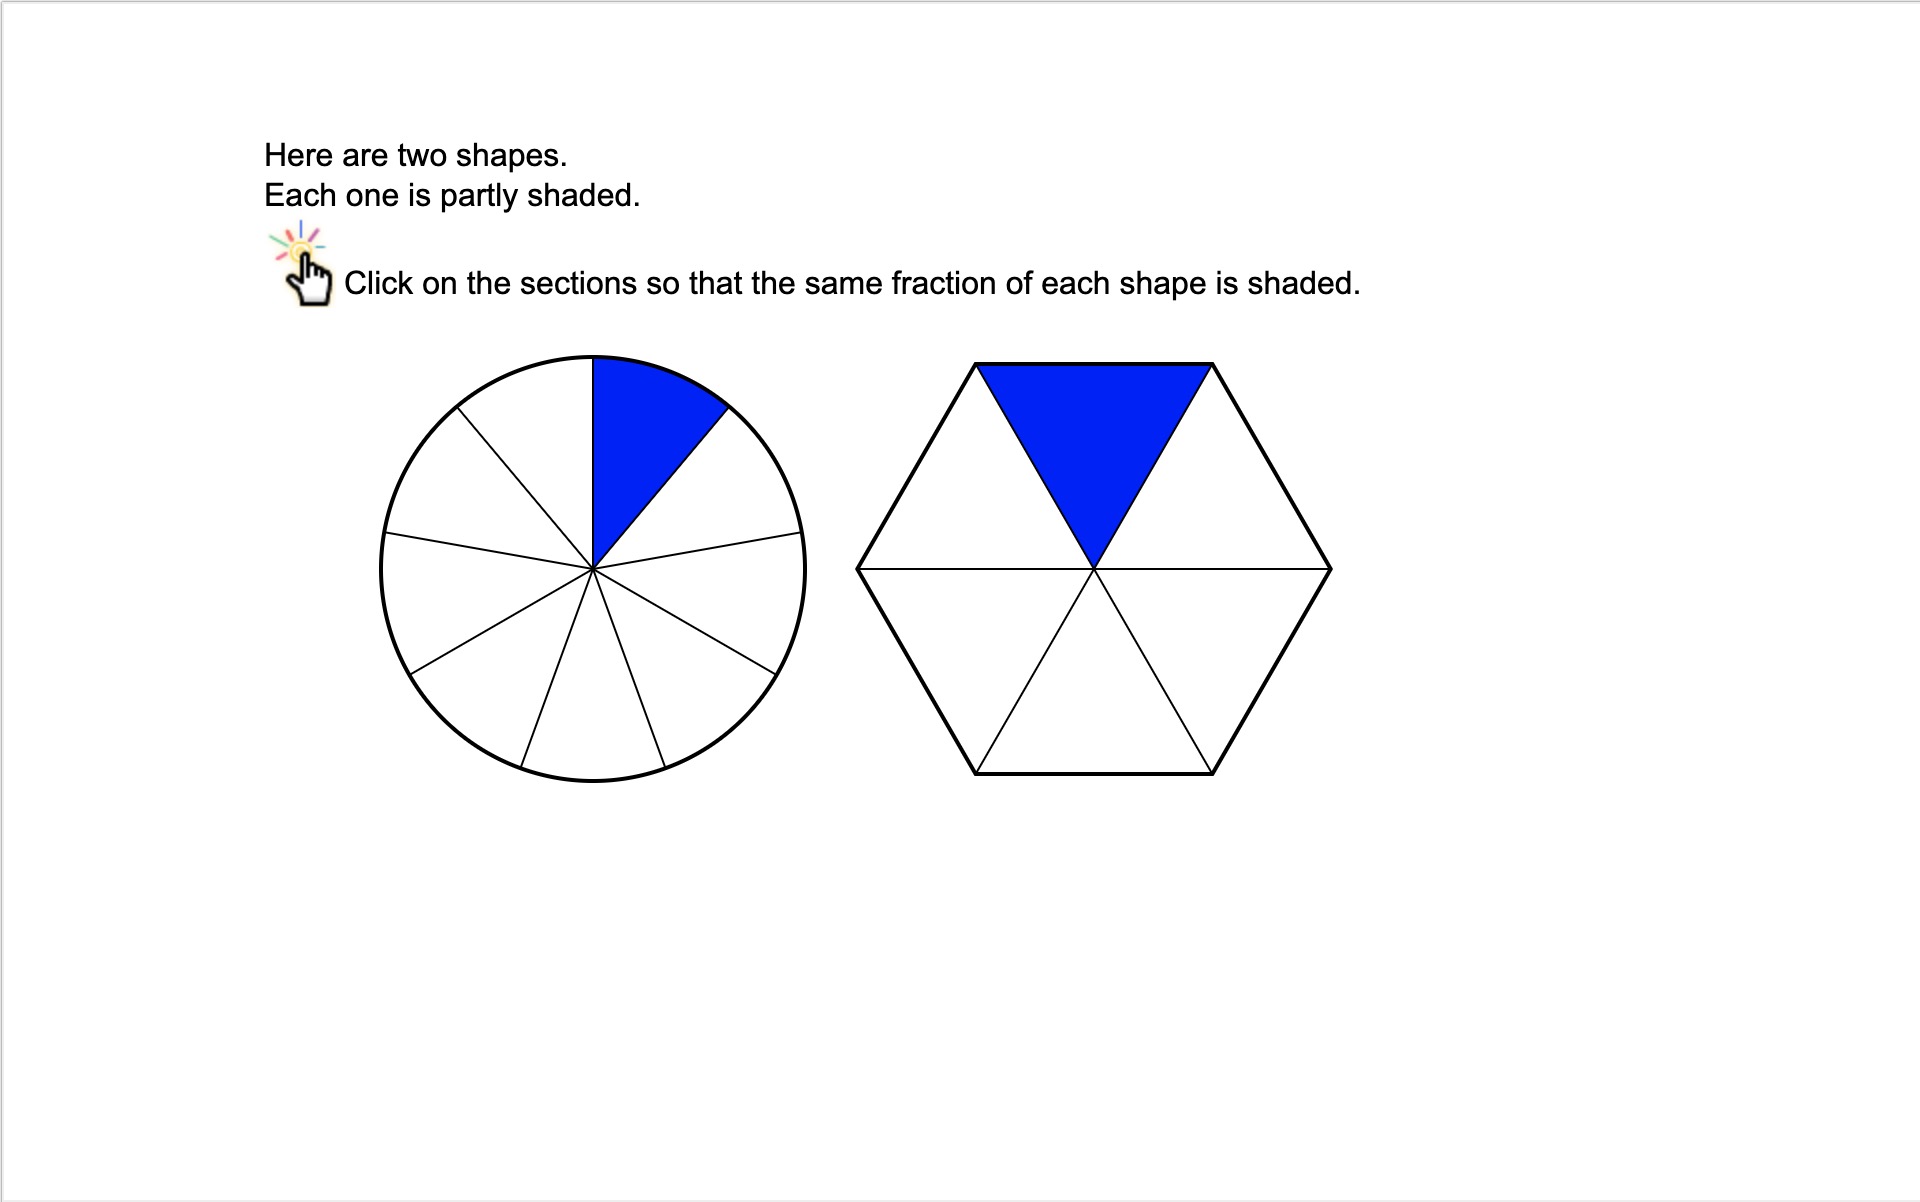 Here are two shapes.
Each one is partly shaded.
Click on the sections so that the same fraction of each shape is shaded.